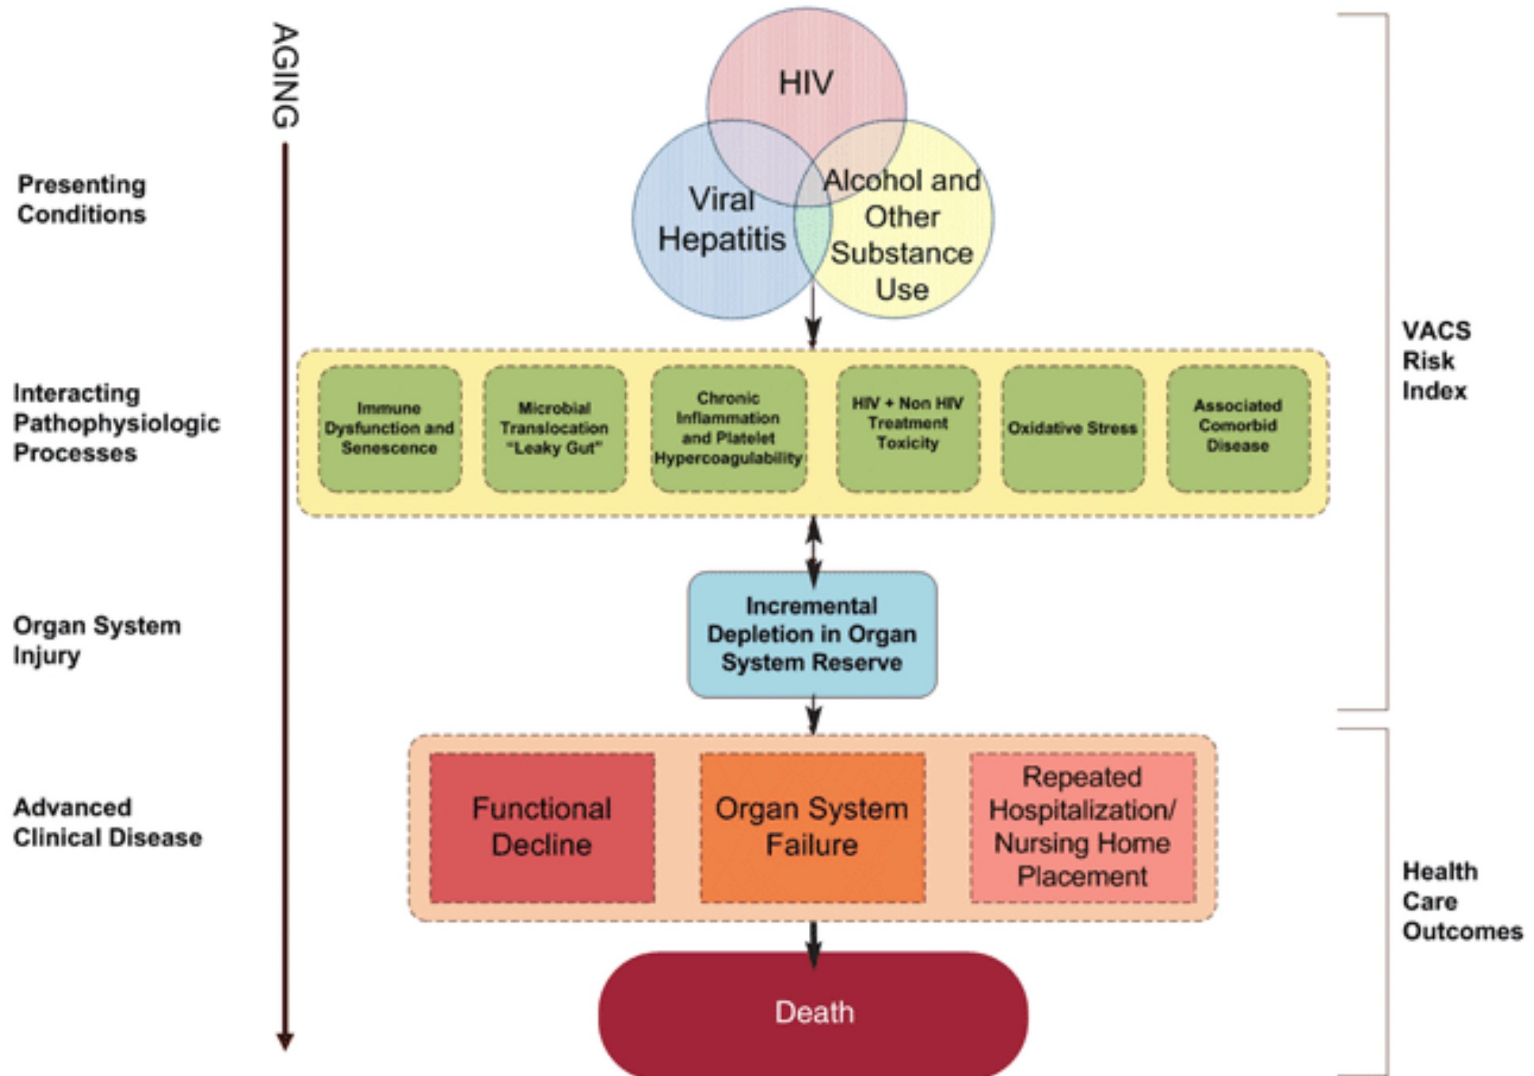 AGING
HIV
Viral
Hepatitis
Alcohol and
Other
Substance
Use
Presenting
Conditions
VACS
Risk
Index
Interacting
Pathophysiologic
Processes
Immune
Dysfunction and
Senescence
Microbial
Translocation
“Leaky Gut”
Chronic
Inflammation
and Platelet
Hypercoagulability
HIV + Non HIV
Treatment
Toxicity
Oxidative Stress
Associated
Comorbid
Disease
Organ System
Injury
Incremental
Depletion in Organ
System Reserve
Advanced
Clinical Disease
Functional
Decline
Organ System
Failure
Repeated
Hospitalization/
Nursing Home
Placement
Health
Care
Outcomes
Death